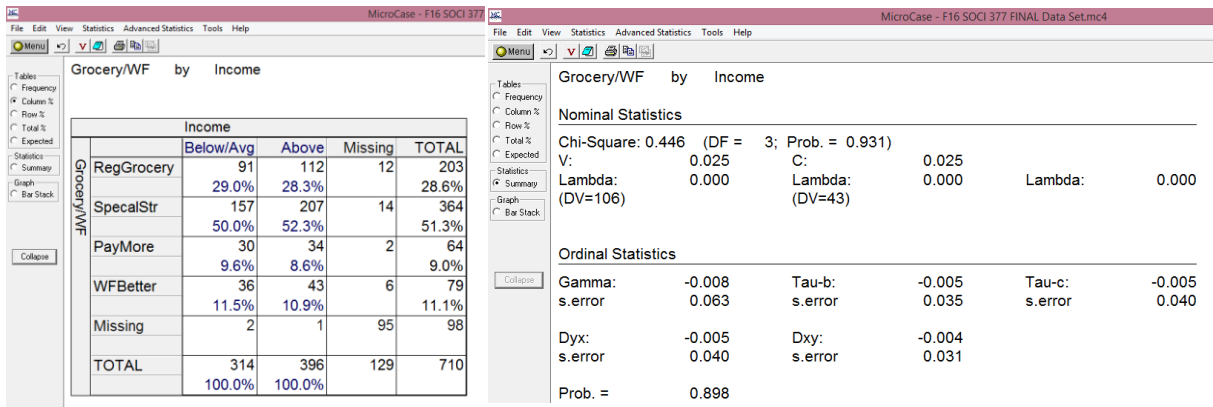 MicroCase - F16 SOCI 377
File Edit View Statistics Advanced Statistics Tools Help
Menu
Tables
Frequency
Column %
Row %
Total %
Expected
Statistics
Summary
Graph
Bar Stack
Collapse
Grocery/WF by Income
Income
Below/Avg Above Missing TOTAL
Grocery/WF
RegGrocery 91 112 12 203
29.0% 28.3% 28.6%
SpecalStr 157 207 14 364
50.0% 52.3% 51.3%
PayMore 30 34 2 64
9.6% 8.6% 9.0%
WFBetter 36 43 6 79
11.5% 10.9% 11.1%
Missing 2 1 95 98
TOTAL 314 396 129 710
100.0% 100.0%
MicroCase - F16 SOCI 377 FINAL Data Set.mc4
File Edit View Statistics Advanced Statistics Tools Help
Menu
Tables
Frequency
Column %
Row %
Total %
Expected
Statistics
Summary
Graph
Bar Stack
Collapse
Grocery/WF by Income
Nominal Statistics
Chi-Square: 0.446 (DF = 3; Prob. = 0.931)
V: 0.025 C: 0.025
Lambda: 0.000 Lambda: 0.000 Lambda: 0.000
(DV=106) (DV=43)
Ordinal Statistics
Gamma: -0.008 Tau-b: -0.005 Tau-c: -0.005
s.error 0.063 s.error 0.035 s.error 0.040
Dyx: -0.005 Dxy: -0.004
s.error 0.040 s.error 0.031
Prob. = 0.898